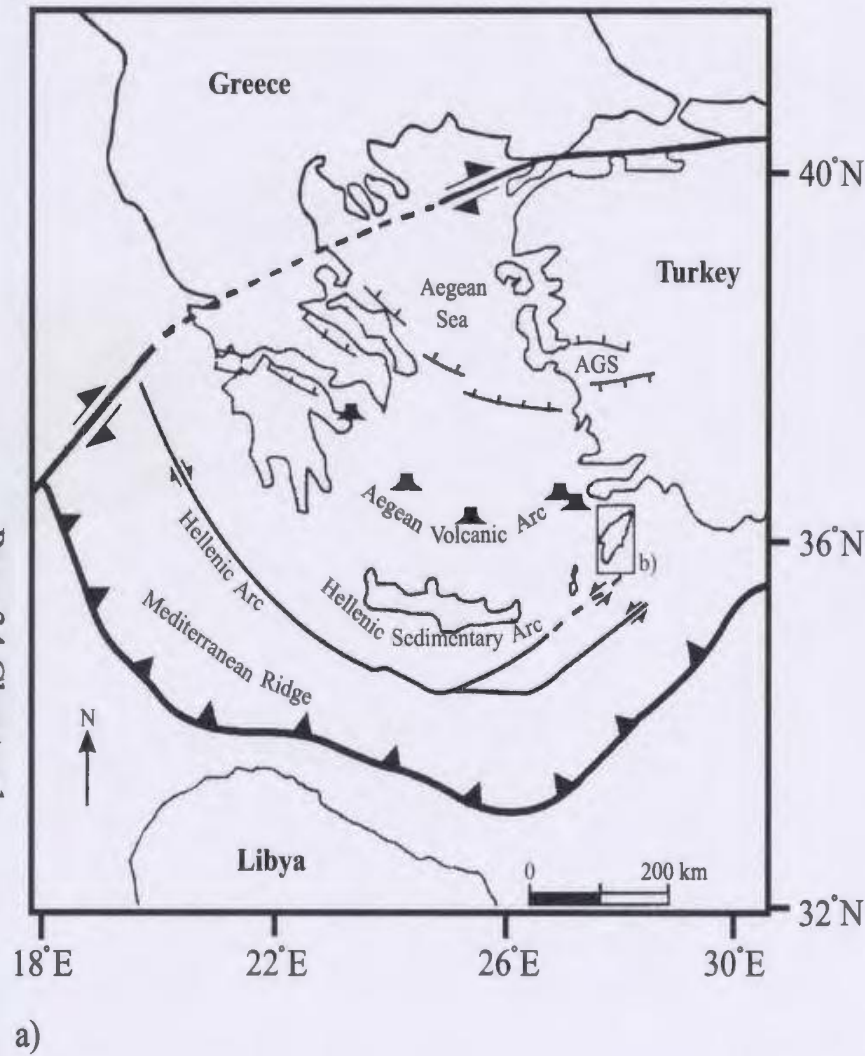 Greece
40°N
Turkey
Aegean
Sea
AGS
Aegean Volcanic Arc
36°N
b)
Hellenic Arc
Hellenic Sedimentary Arc
Mediterranean Ridge
N
Libya
0 200 km
32°N
18°E 22°E 26°E 30°E
a)